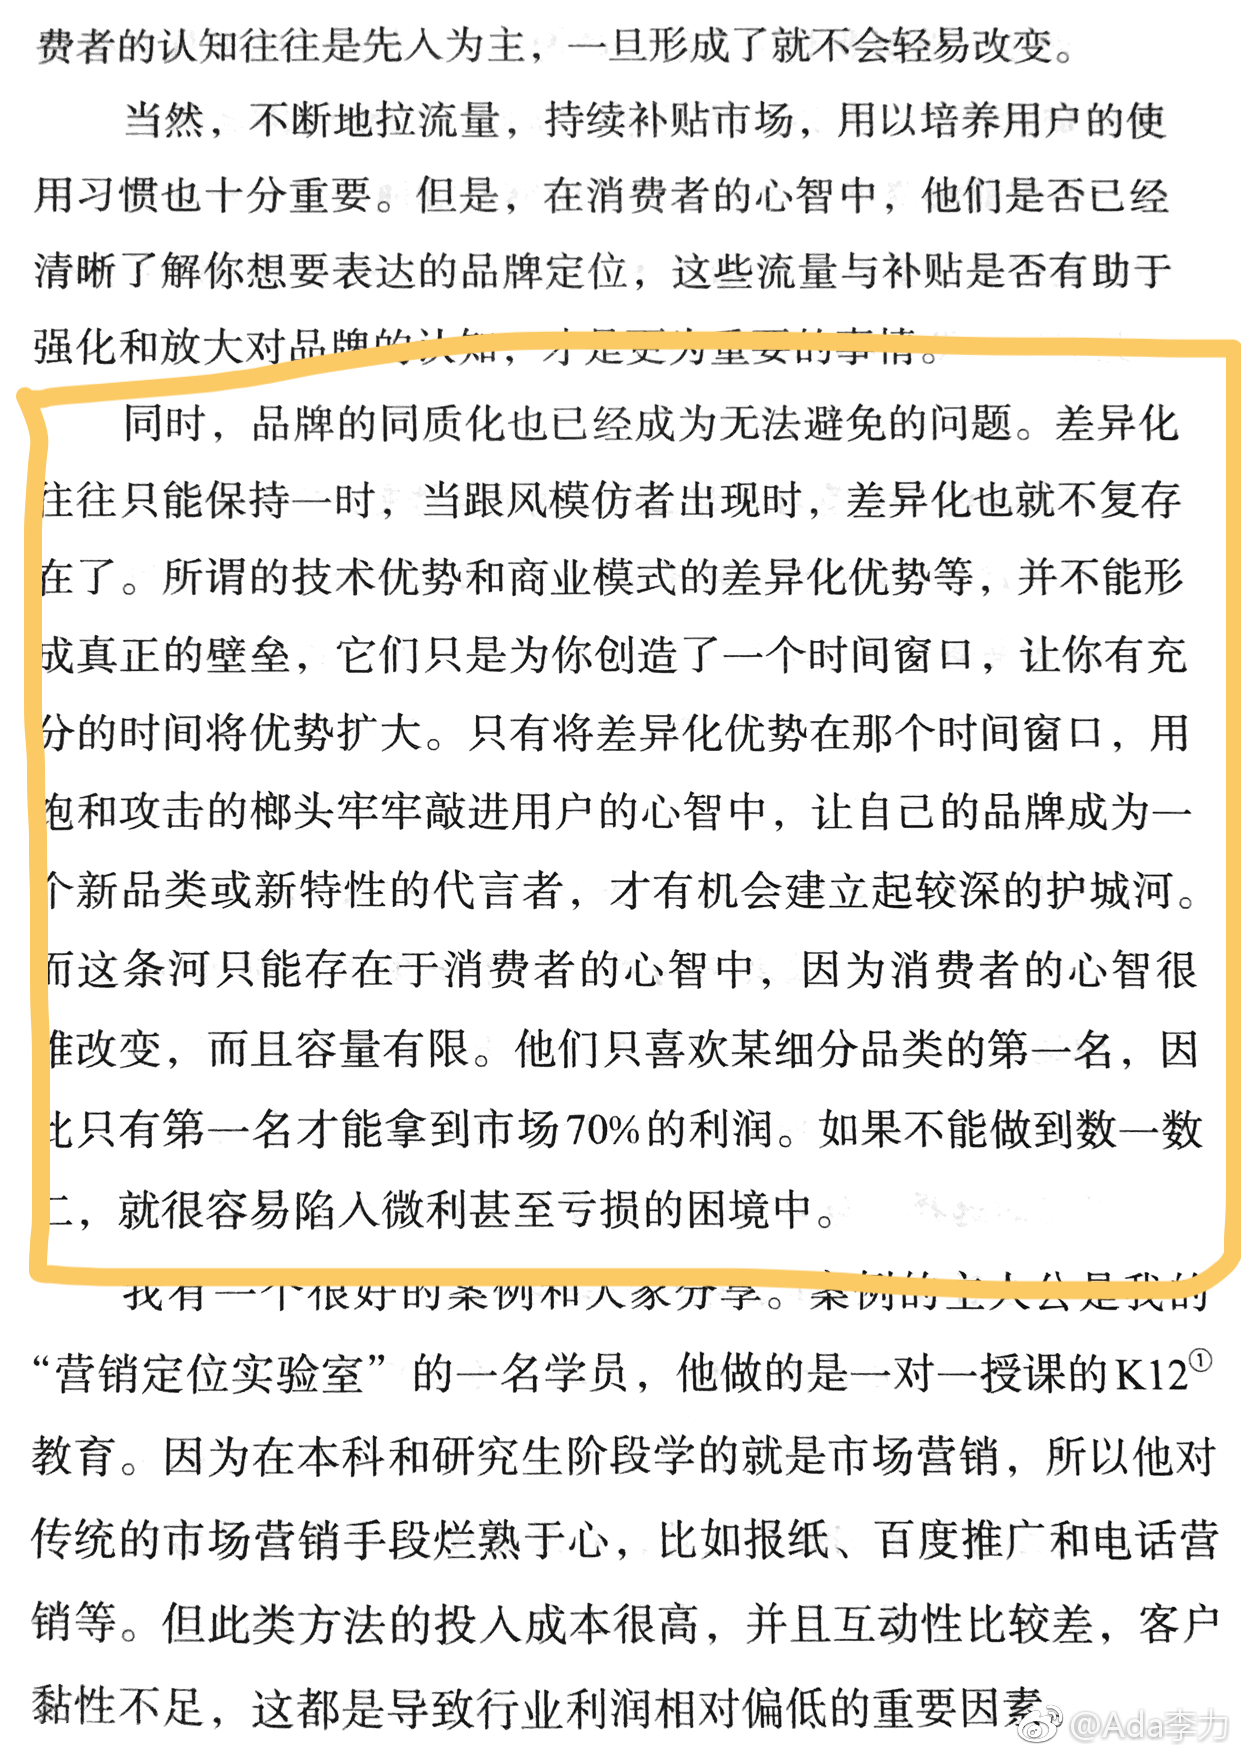 费者的认知往往是先入为主，一旦形成了就不会轻易改变。
当然，不断地拉流量，持续补贴市场，用以培养用户的使
用习惯也十分重要。但是，在消费者的心智中，他们是否已经
清晰了解你想要表达的品牌定位；这些流量与补贴是否有助于
强化和放大对品牌的认知，才是更为重要的事情。
同时，品牌的同质化也已经成为无法避免的问题。差异化
往往只能保持一时，当跟风模仿者出现时，差异化也就不复存
在了。所谓的技术优势和商业模式的差异化优势等，并不能形
成真正的壁垒，它们只是为你创造了一个时间窗口，让你有充
分的时间将优势扩大。只有将差异化优势在那个时间窗口，用
饱和攻击的榔头牢牢敲进用户的心智中，让自己的品牌成为一
个新品类或新特性的代言者，才有机会建立起较深的护城河。
而这条河只能存在于消费者的心智中，因为消费者的心智很
难改变，而且容量有限。他们只喜欢某细分品类的第一名，因
此只有第一名才能拿到市场70%的利润。如果不能做到数一数
二，就很容易陷入微利甚至亏损的困境中。
我有一个很好的案例和大家分享。案例的主人公是我的
“营销定位实验室”的一名学员，他做的是一对一授课的K12①
教育。因为在本科和研究生阶段学的就是市场营销，所以他对
传统的市场营销手段烂熟于心，比如报纸、百度推广和电话营
销等。但此类方法的投入成本很高，并且互动性比较差，客户
黏性不足，这都是导致行业利润相对偏低的重要因素。
@Ada李力